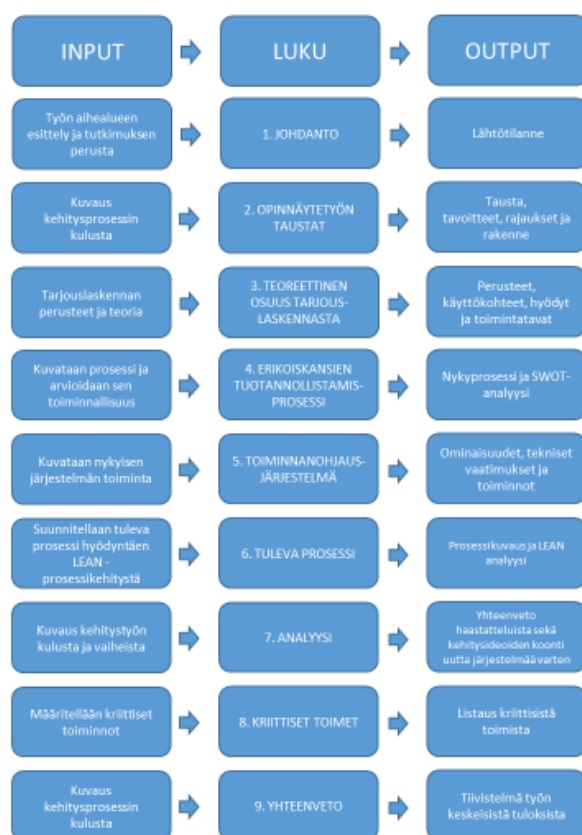 INPUT
LUKU
OUTPUT
Työn aihealueen
esittely ja tutkimuksen
perusta
1. JOHDANTO
Lähtötilanne
Kuvaus
kehitysprosessin
kulusta
2. OPINNÄYTETYÖN
TAUSTAT
Tausta,
tavoitteet, rajaukset ja
rakenne
Tarjouslaskennan
perusteet ja teoria
3. TEOREETTINEN
OSUUS TARJOUS-
LASKENNASTA
Perusteet,
käyttökohteet, hyödyt
ja toimintatavat
Kuvataan prosessi ja
arvioidaan sen
toiminnallisuus
4. ERIKOISKANSIEN
TUOTANNOLLISTAMIS-
PROSESSI
Nykyprosessi ja SWOT-
analyysi
Kuvataan nykyisen
järjestelmän toiminta
5. TOIMINNANOHJAUS-
JÄRJESTELMÄ
Ominaisuudet, tekniset
vaatimukset ja
toiminnot
Suunnitellaan tuleva
prosessi hyödyntäen
LEAN -
prosessikehitystä
6. TULEVA PROSESSI
Prosessikuvaus ja LEAN
analyysi
Kuvaus kehitystyön
kulusta ja vaiheista
7. ANALYYSI
Yhteenveto
haastatteluista sekä
kehitysideoiden koonti
uutta järjestelmää varten
Määritellään kriittiset
toiminnot
8. KRIITTISET TOIMET
Listaus kriittisistä
toimista
Kuvaus
kehitysprosessin
kulusta
9. YHTEENVETO
Tiivistelmä työn
keskeisistä tuloksista